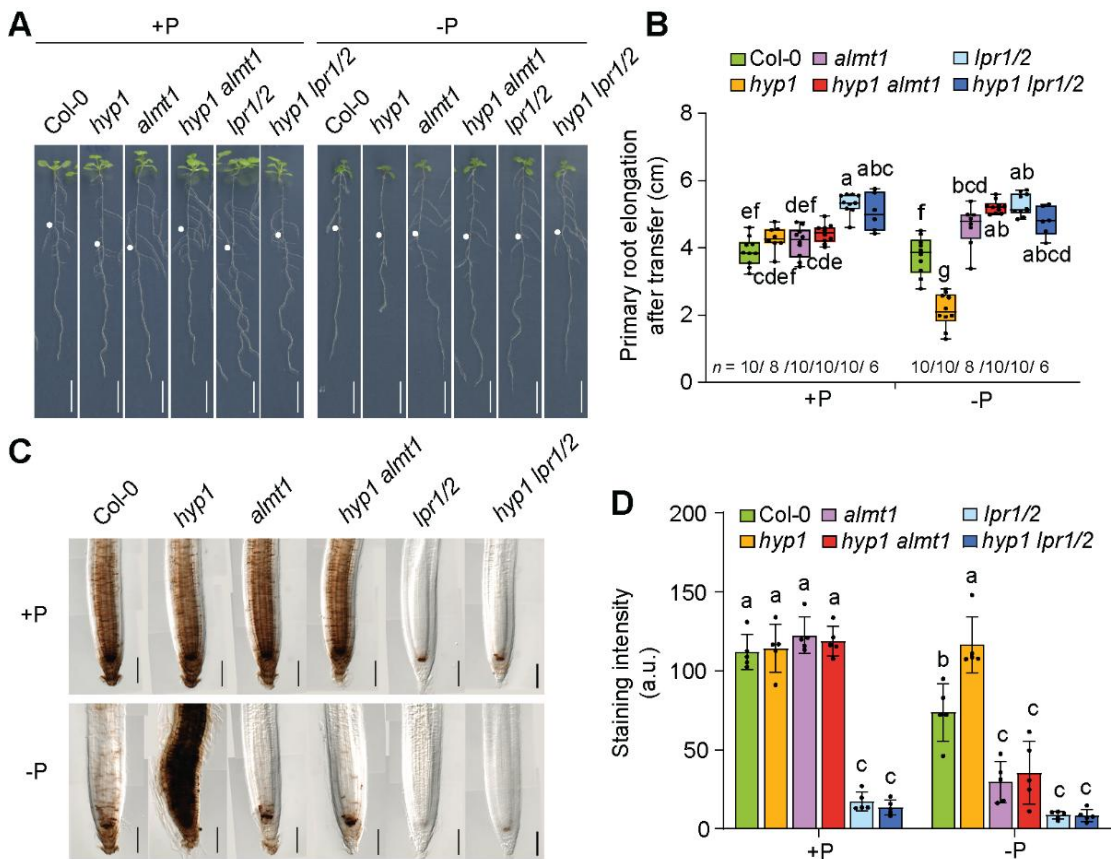 A
+P
-P
Col-0
hyp1
almt1
hyp1 almt1
lpr1/2
hyp1 lpr1/2
Col-0
hyp1
almt1
hyp1 almt1
lpr1/2
hyp1 lpr1/2
B
Col-0 almt1 lpr1/2
hyp1 hyp1 almt1 hyp1 lpr1/2
Primary root elongation
after transfer (cm)
8
6
4
2
0
ef
cdef
def
cde
a
abc
f
g
bcd
ab
ab
abcd
n = 10/ 8 /10/10/10/ 6
10/10/ 8 /10/10/ 6
+P
-P
C
Col-0
hyp1
almt1
hyp1 almt1
lpr1/2
hyp1 lpr1/2
+P
-P
D
Col-0 almt1 lpr1/2
hyp1 hyp1 almt1 hyp1 lpr1/2
Staining intensity
(a.u.)
200
150
100
50
0
a
a
a
a
c
c
b
a
c
c
c
c
+P
-P